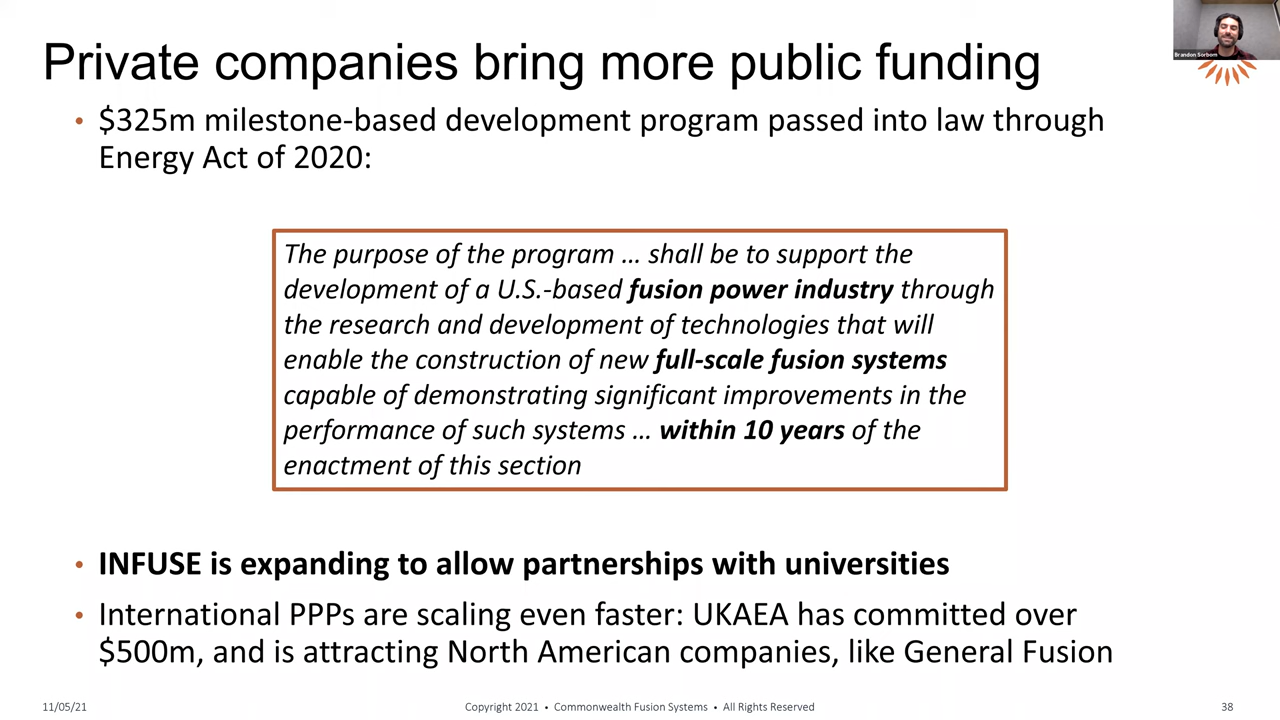 Private companies bring more public funding
Brandon Sorbom
• $325m milestone-based development program passed into law through
Energy Act of 2020:
The purpose of the program … shall be to support the
development of a U.S.-based fusion power industry through
the research and development of technologies that will
enable the construction of new full-scale fusion systems
capable of demonstrating significant improvements in the
performance of such systems … within 10 years of the
enactment of this section
• INFUSE is expanding to allow partnerships with universities
• International PPPs are scaling even faster: UKAEA has committed over
$500m, and is attracting North American companies, like General Fusion
11/05/21
Copyright 2021 • Commonwealth Fusion Systems • All Rights Reserved
38